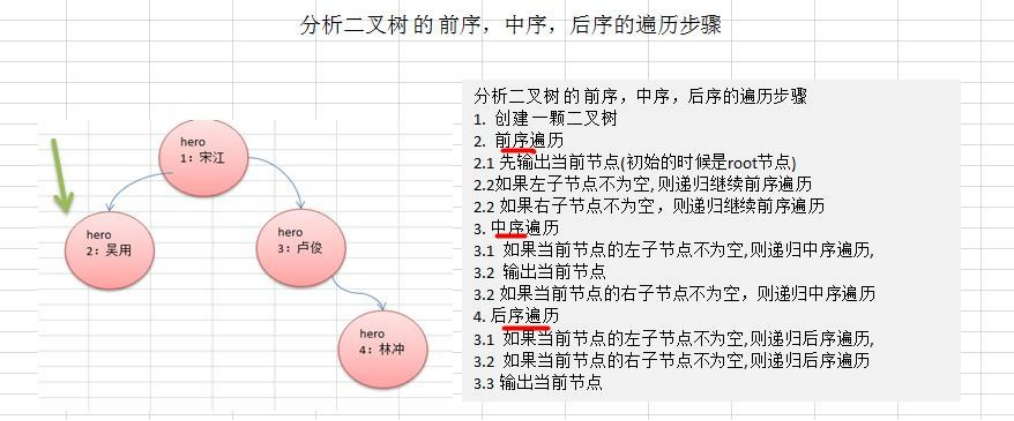 分析二叉树的前序，中序，后序的遍历步骤
hero
1：宋江
hero
2：吴用
hero
3：卢俊
hero
4：林冲
分析二叉树的前序，中序，后序的遍历步骤
1. 创建一颗二叉树
2. 前序遍历
2.1 先输出当前节点(初始的时候是root节点)
2.2如果左子节点不为空,则递归继续前序遍历
2.2 如果右子节点不为空，则递归继续前序遍历
3. 中序遍历
3.1 如果当前节点的左子节点不为空,则递归中序遍历,
3.2 输出当前节点
3.2 如果当前节点的右子节点不为空，则递归中序遍历
4. 后序遍历
3.1 如果当前节点的左子节点不为空,则递归后序遍历,
3.2 如果当前节点的右子节点不为空,则递归后序遍历
3.3 输出当前节点